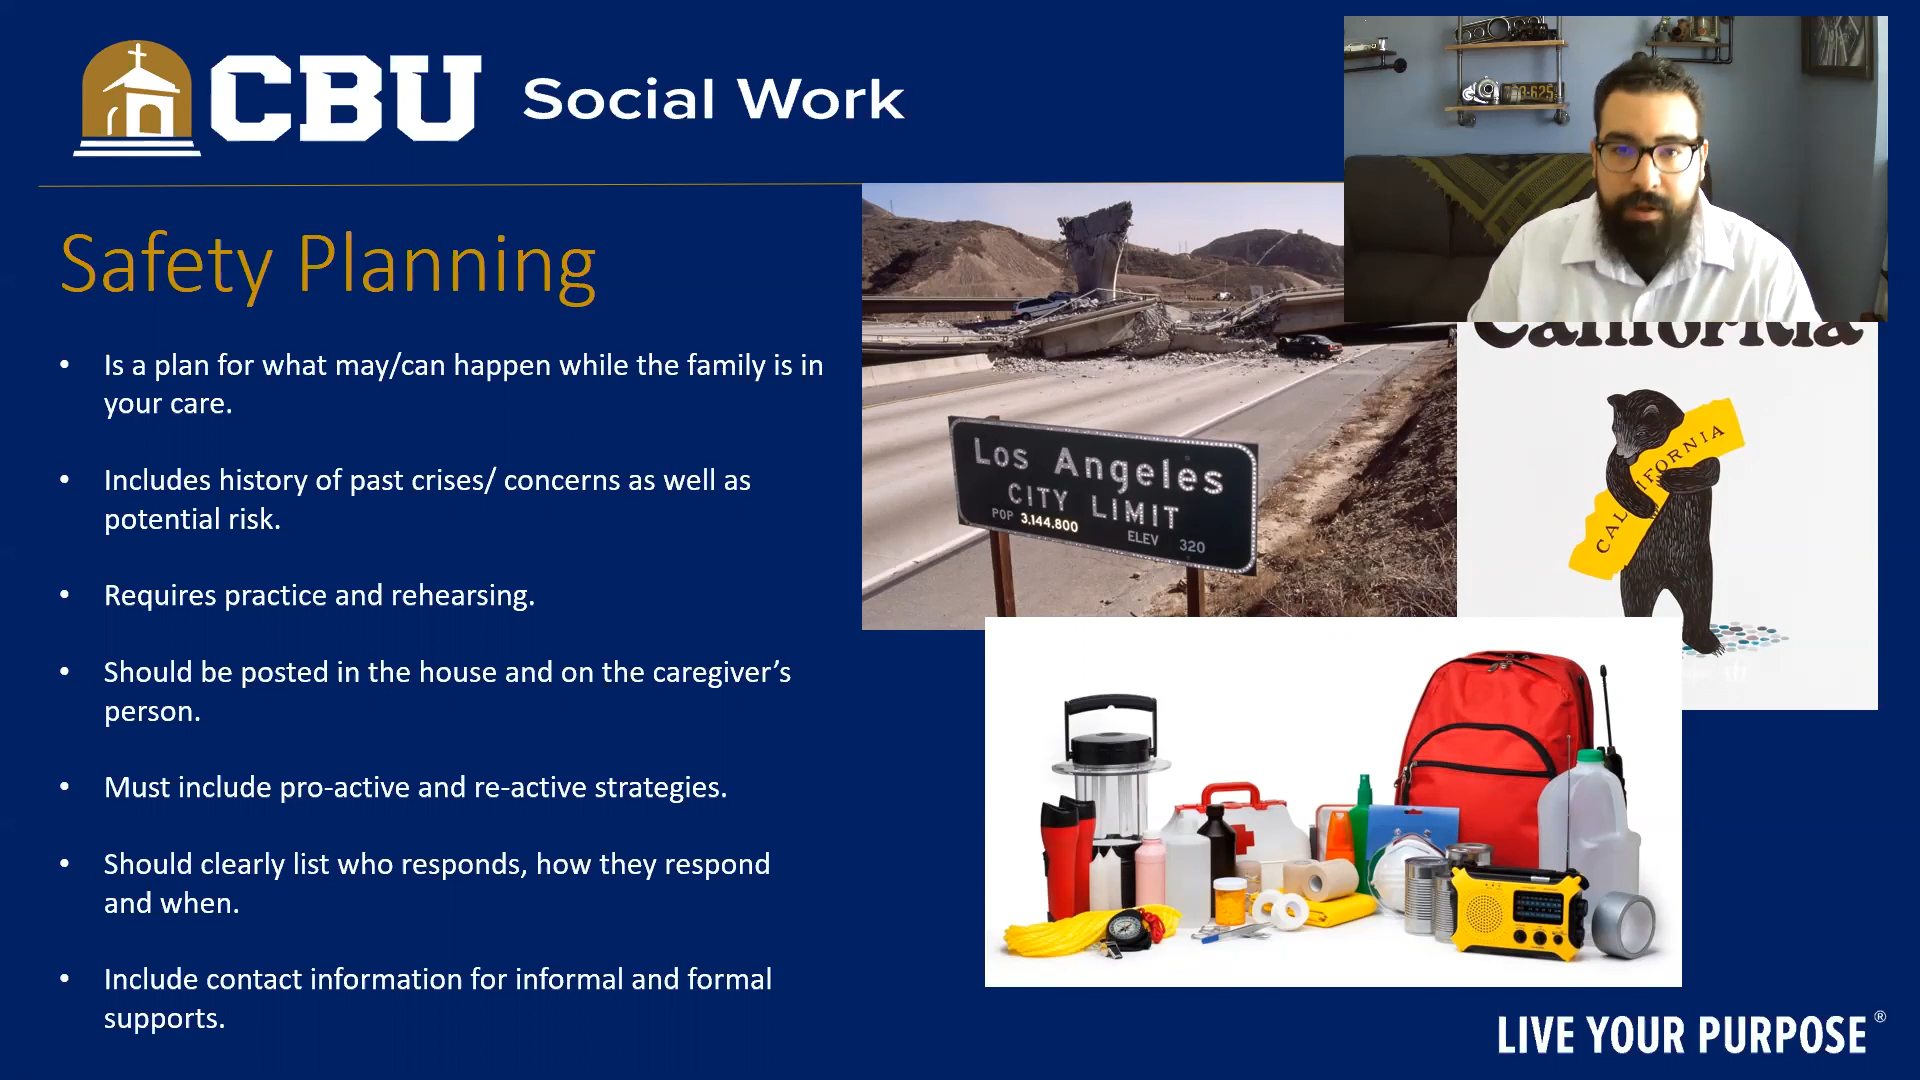 CBU Social Work
Safety Planning
• Is a plan for what may/can happen while the family is in
your care.
• Includes history of past crises/ concerns as well as
potential risk.
• Requires practice and rehearsing.
• Should be posted in the house and on the caregiver’s
person.
• Must include pro-active and re-active strategies.
• Should clearly list who responds, how they respond
and when.
• Include contact information for informal and formal
supports.
Los Angeles
CITY LIMIT
POP 3,144,800 ELEV 320
California
CALIFORNIA
LIVE YOUR PURPOSE®